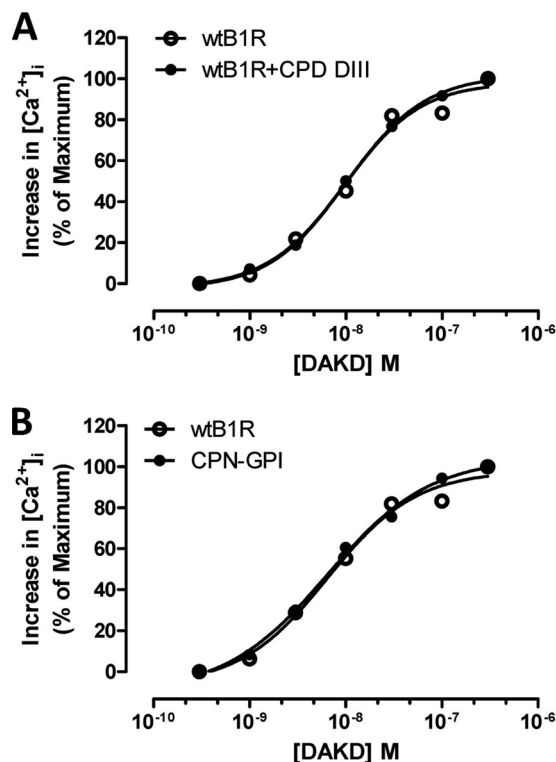 A
wtB1R
wtB1R+CPD DIII
Increase in [Ca²⁺]ᵢ
(% of Maximum)
120
100
80
60
40
20
0
10⁻¹⁰ 10⁻⁹ 10⁻⁸ 10⁻⁷ 10⁻⁶
[DAKD] M
B
wtB1R
CPN-GPI
Increase in [Ca²⁺]ᵢ
(% of Maximum)
120
100
80
60
40
20
0
10⁻¹⁰ 10⁻⁹ 10⁻⁸ 10⁻⁷ 10⁻⁶
[DAKD] M